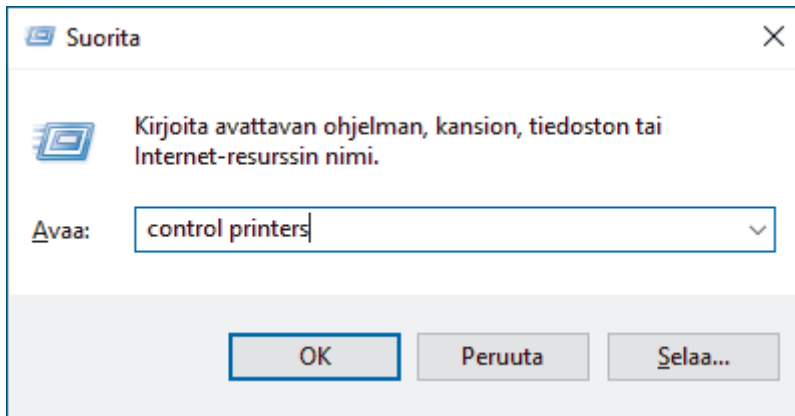 Suorita
Kirjoita avattavan ohjelman, kansion, tiedoston tai
Internet-resurssin nimi.
Avaa: control printers
OK Peruuta Selaa...